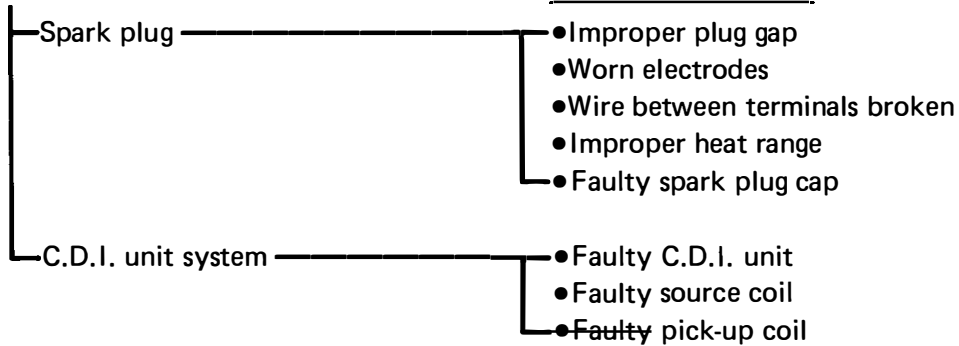 Spark plug
●Improper plug gap
●Worn electrodes
●Wire between terminals broken
●Improper heat range
●Faulty spark plug cap
C.D.I. unit system
●Faulty C.D.I. unit
●Faulty source coil
●Faulty pick-up coil